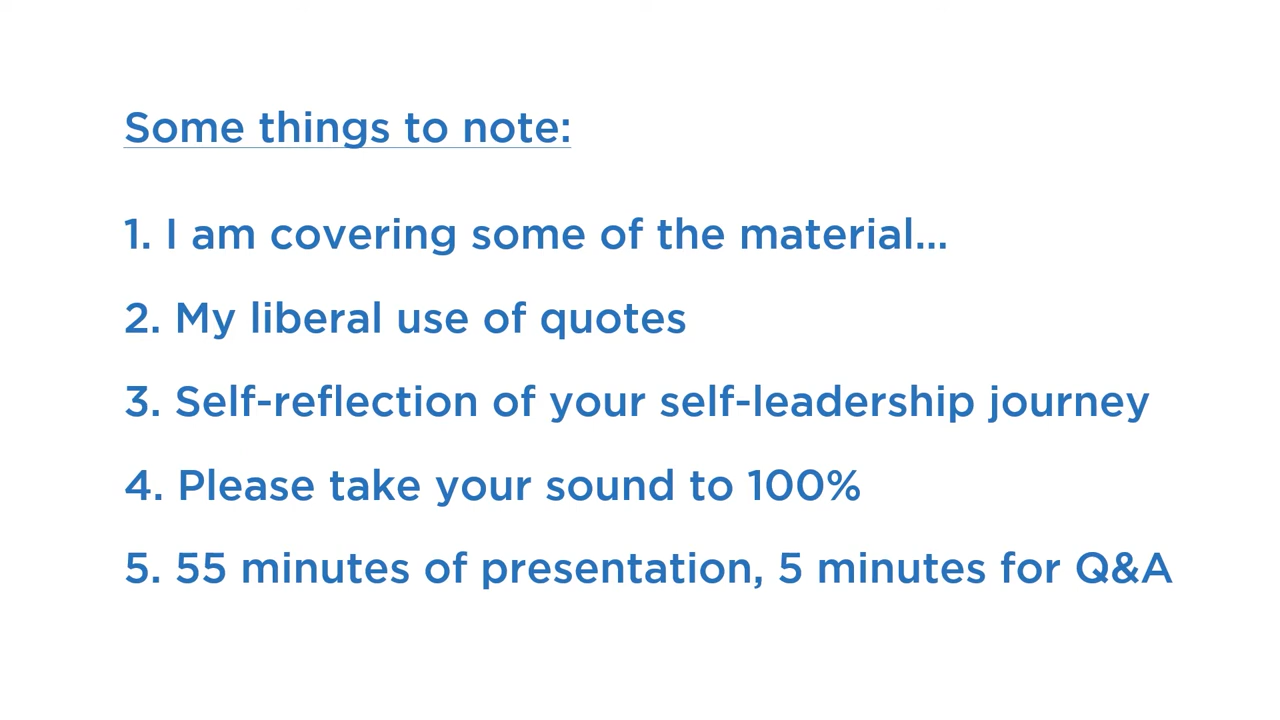 Some things to note:
1. I am covering some of the material...
2. My liberal use of quotes
3. Self-reflection of your self-leadership journey
4. Please take your sound to 100%
5. 55 minutes of presentation, 5 minutes for Q&A